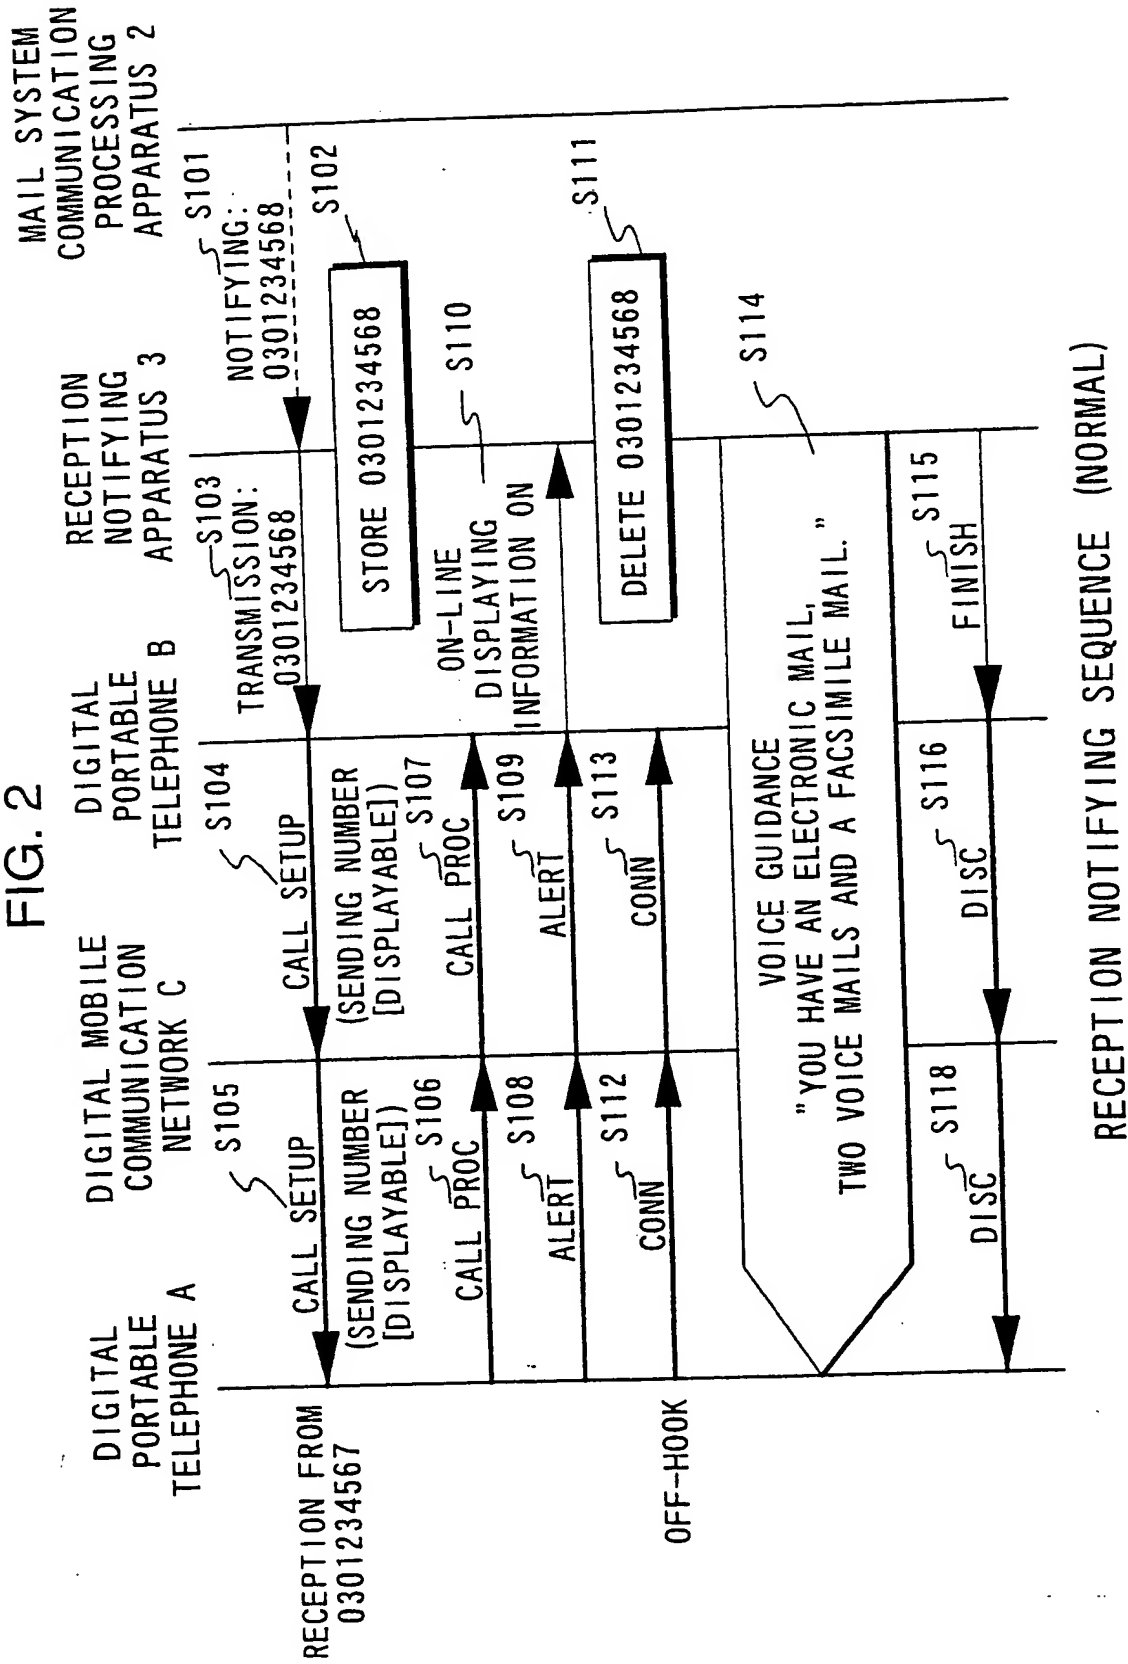 FIG. 2
DIGITAL
PORTABLE
TELEPHONE A
DIGITAL MOBILE
COMMUNICATION
NETWORK C
DIGITAL
PORTABLE
TELEPHONE B
RECEPTION
NOTIFYING
APPARATUS 3
MAIL SYSTEM
COMMUNICATION
PROCESSING
APPARATUS 2
S101
NOTIFYING:
0301234568
S102
STORE 0301234568
S103
TRANSMISSION:
0301234568
S104
CALL SETUP
(SENDING NUMBER
[DISPLAYABLE])
S105
CALL SETUP
(SENDING NUMBER
[DISPLAYABLE])
RECEPTION FROM
0301234567
S106
CALL PROC
S107
CALL PROC
S108
ALERT
S109
ALERT
S110
ON-LINE
DISPLAYING
INFORMATION ON
S111
DELETE 0301234568
OFF-HOOK
S112
CONN
S113
CONN
S114
VOICE GUIDANCE
"YOU HAVE AN ELECTRONIC MAIL,
TWO VOICE MAILS AND A FACSIMILE MAIL."
S115
FINISH
S116
DISC
S118
DISC
RECEPTION NOTIFYING SEQUENCE (NORMAL)